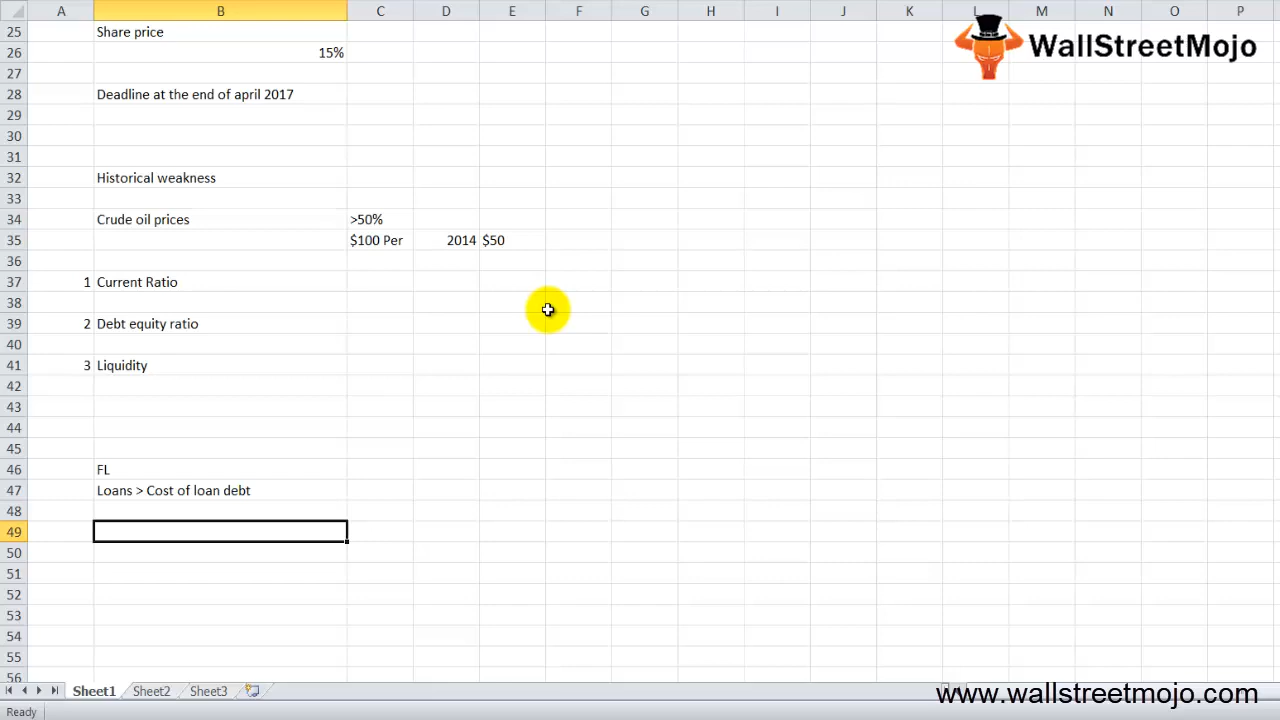 A B C D E F G H I J K L M N O P
WallStreetMojo
25 Share price
26 15%
27
28 Deadline at the end of april 2017
29
30
31
32 Historical weakness
33
34 Crude oil prices >50%
35 $100 Per 2014 $50
36
37 1 Current Ratio
38
39 2 Debt equity ratio
40
41 3 Liquidity
42
43
44
45
46 FL
47 Loans > Cost of loan debt
48
49
50
51
52
53
54
55
56
Sheet1 Sheet2 Sheet3
www.wallstreetmojo.com
Ready